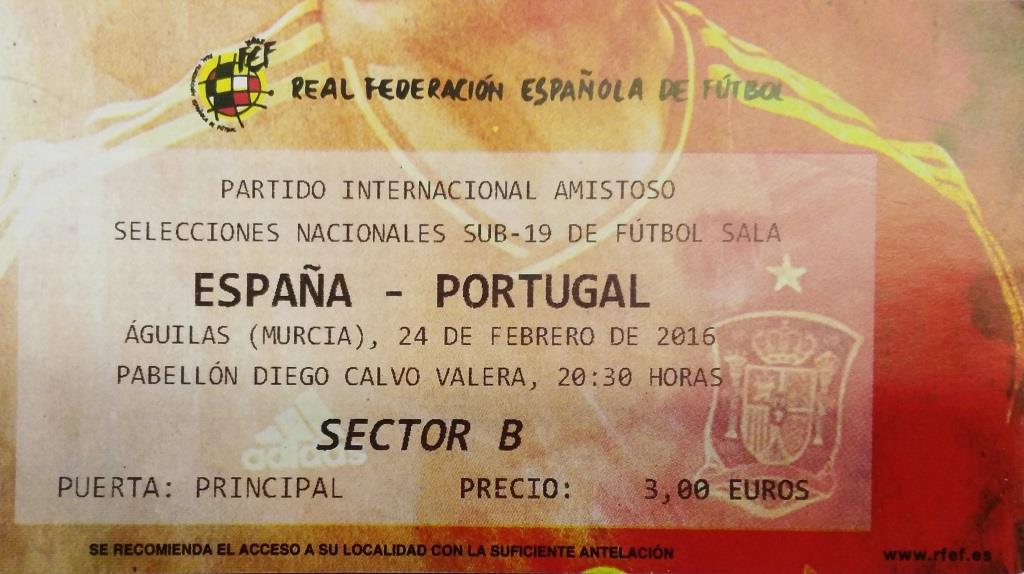 RFEF
REAL FEDERACIÓN ESPAÑOLA DE FÚTBOL
PARTIDO INTERNACIONAL AMISTOSO
SELECCIONES NACIONALES SUB-19 DE FÚTBOL SALA
ESPAÑA - PORTUGAL
ÁGUILAS (MURCIA), 24 DE FEBRERO DE 2016
PABELLÓN DIEGO CALVO VALERA, 20:30 HORAS
adidas
SECTOR B
PUERTA: PRINCIPAL PRECIO: 3,00 EUROS
SE RECOMIENDA EL ACCESO A SU LOCALIDAD CON LA SUFICIENTE ANTELACIÓN
www.rfef.es